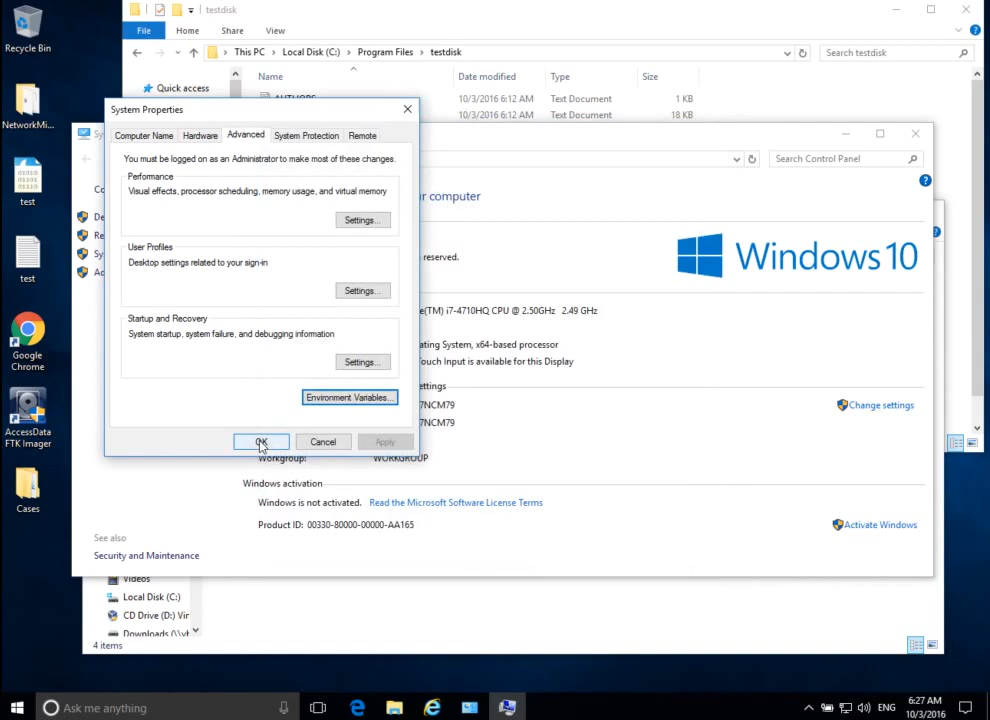 testdisk
File Home Share View
This PC > Local Disk (C:) > Program Files > testdisk
Search testdisk
Name Date modified Type Size
Quick access
AUTHORS 10/3/2016 6:12 AM Text Document 1 KB
10/3/2016 6:12 AM Text Document 18 KB
Recycle Bin
NetworkMi...
test
test
Google
Chrome
AccessData
FTK Imager
Cases
System Properties
Computer Name Hardware Advanced System Protection Remote
You must be logged on as an Administrator to make most of these changes.
Performance
Visual effects, processor scheduling, memory usage, and virtual memory
Settings...
User Profiles
Desktop settings related to your sign-in
Settings...
Startup and Recovery
System startup, system failure, and debugging information
Settings...
Environment Variables...
OK Cancel Apply
Sy
Search Control Panel
Co
De
Re
Sy
Ac
r computer
reserved.
Windows 10
e(TM) i7-4710HQ CPU @ 2.50GHz 2.49 GHz
ating System, x64-based processor
Touch Input is available for this Display
ettings
7NCM79
Change settings
7NCM79
Workgroup: WORKGROUP
Windows activation
Windows is not activated. Read the Microsoft Software License Terms
Product ID: 00330-80000-00000-AA165
Activate Windows
See also
Security and Maintenance
Videos
Local Disk (C:)
CD Drive (D:) Vir
Downloads (\\vb
4 items
Ask me anything
ENG
6:27 AM
10/3/2016